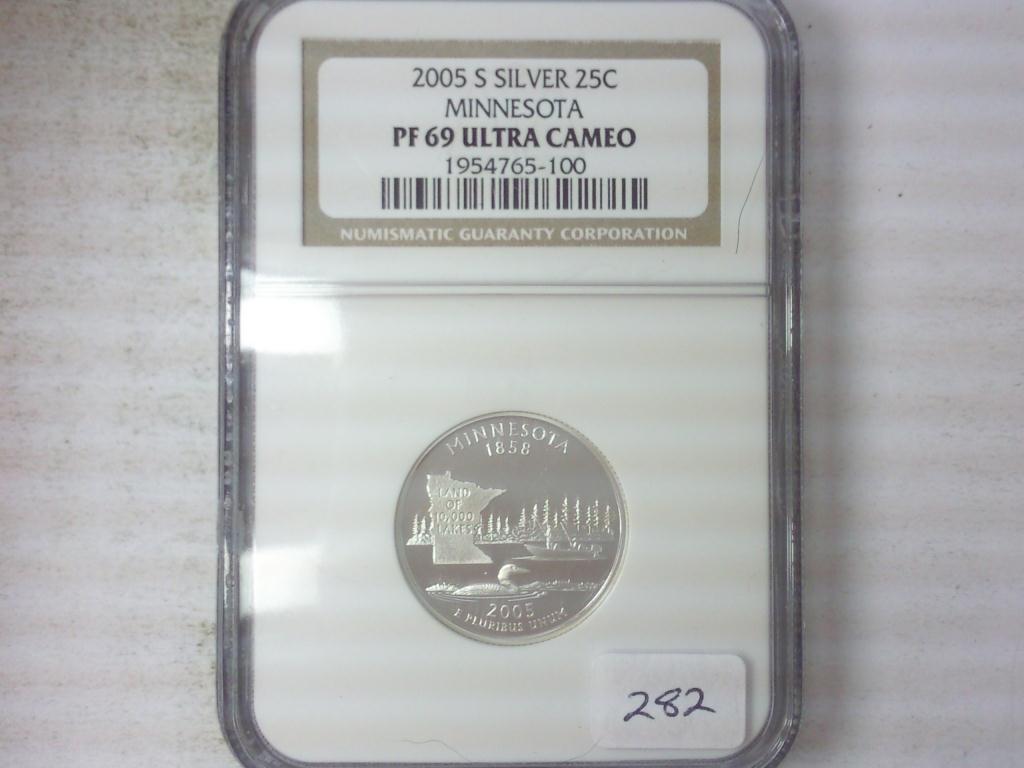 2005 S SILVER 25C
MINNESOTA
PF 69 ULTRA CAMEO
1954765-100
NUMISMATIC GUARANTY CORPORATION
MINNESOTA
1858
LAND
OF
10,000
LAKES
2005
E PLURIBUS UNUM
282